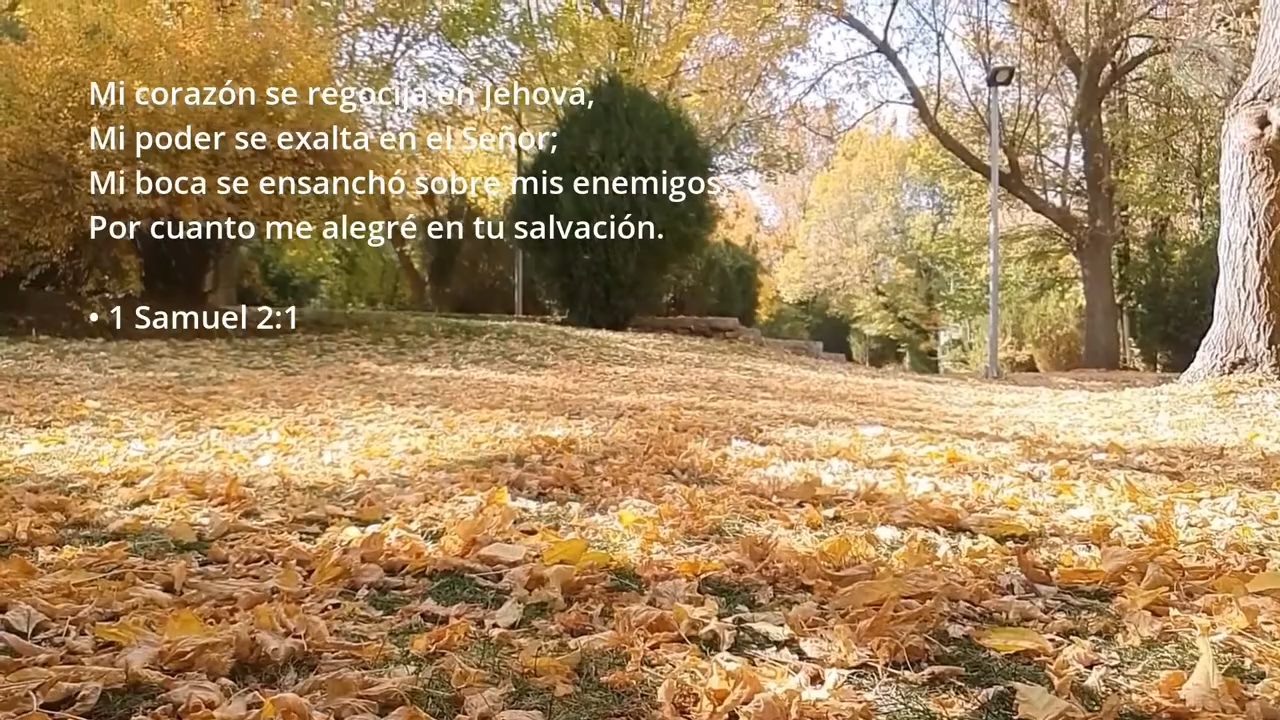 Mi corazón se regocija en Jehová,
Mi poder se exalta en el Señor;
Mi boca se ensanchó sobre mis enemigos,
Por cuanto me alegré en tu salvación.
• 1 Samuel 2:1